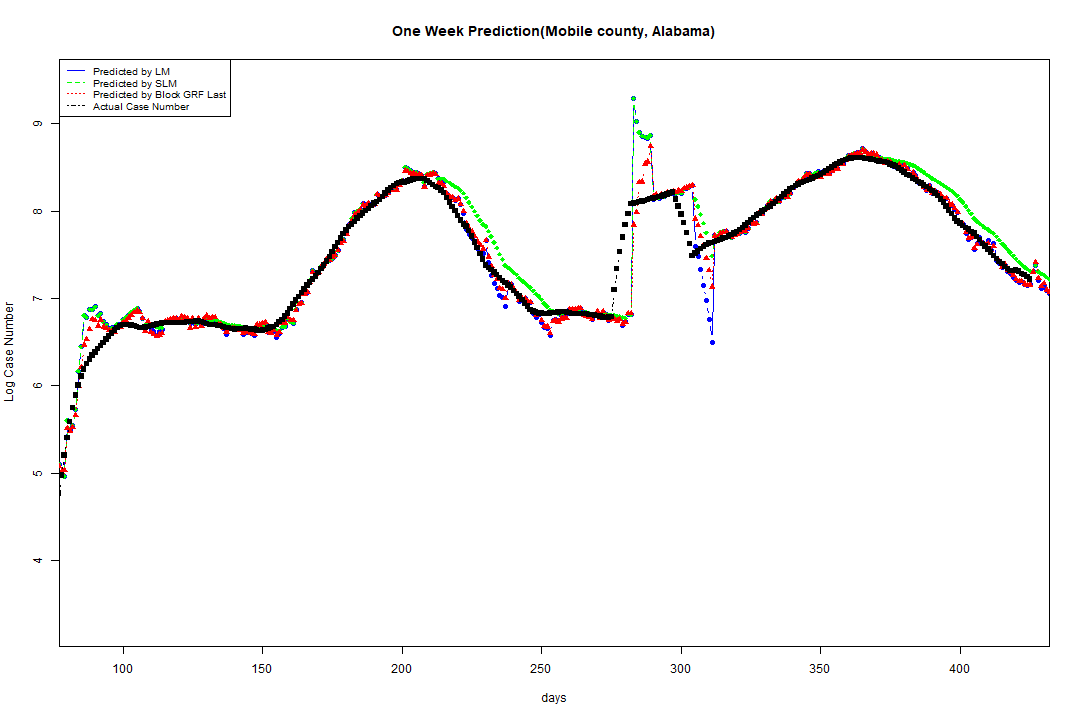 One Week Prediction(Mobile county, Alabama)
Predicted by LM
Predicted by SLM
Predicted by Block GRF Last
Actual Case Number
Log Case Number
9
8
7
6
5
4
100 150 200 250 300 350 400
days